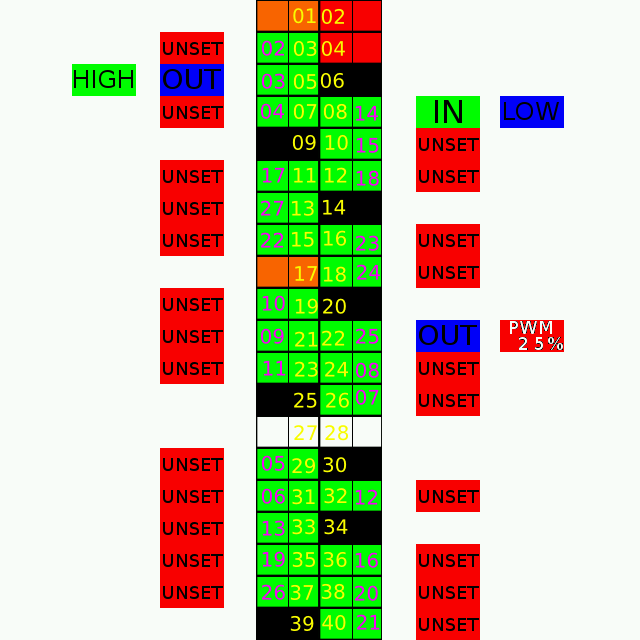 01 02
UNSET 02 03 04
HIGH OUT 03 05 06
UNSET 04 07 08 14 IN LOW
09 10 15 UNSET
UNSET 17 11 12 18 UNSET
UNSET 27 13 14
UNSET 22 15 16 23 UNSET
17 18 24 UNSET
UNSET 10 19 20
UNSET 09 21 22 25 OUT PWM 25%
UNSET 11 23 24 08 UNSET
25 26 07 UNSET
27 28
UNSET 05 29 30
UNSET 06 31 32 12 UNSET
UNSET 13 33 34
UNSET 19 35 36 16 UNSET
UNSET 26 37 38 20 UNSET
39 40 21 UNSET